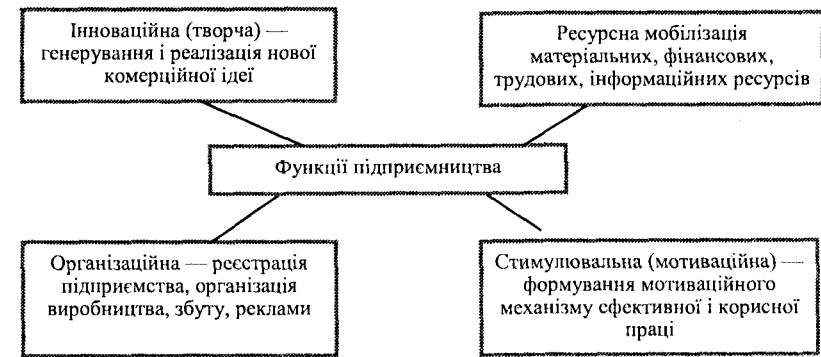 Інноваційна (творча) —
генерування і реалізація нової
комерційної ідеї
Ресурсна мобілізація
матеріальних, фінансових,
трудових, інформаційних ресурсів
Функції підприємництва
Організаційна — реєстрація
підприємства, організація
виробництва, збуту, реклами
Стимулювальна (мотиваційна) —
формування мотиваційного
механізму ефективної і корисної
праці